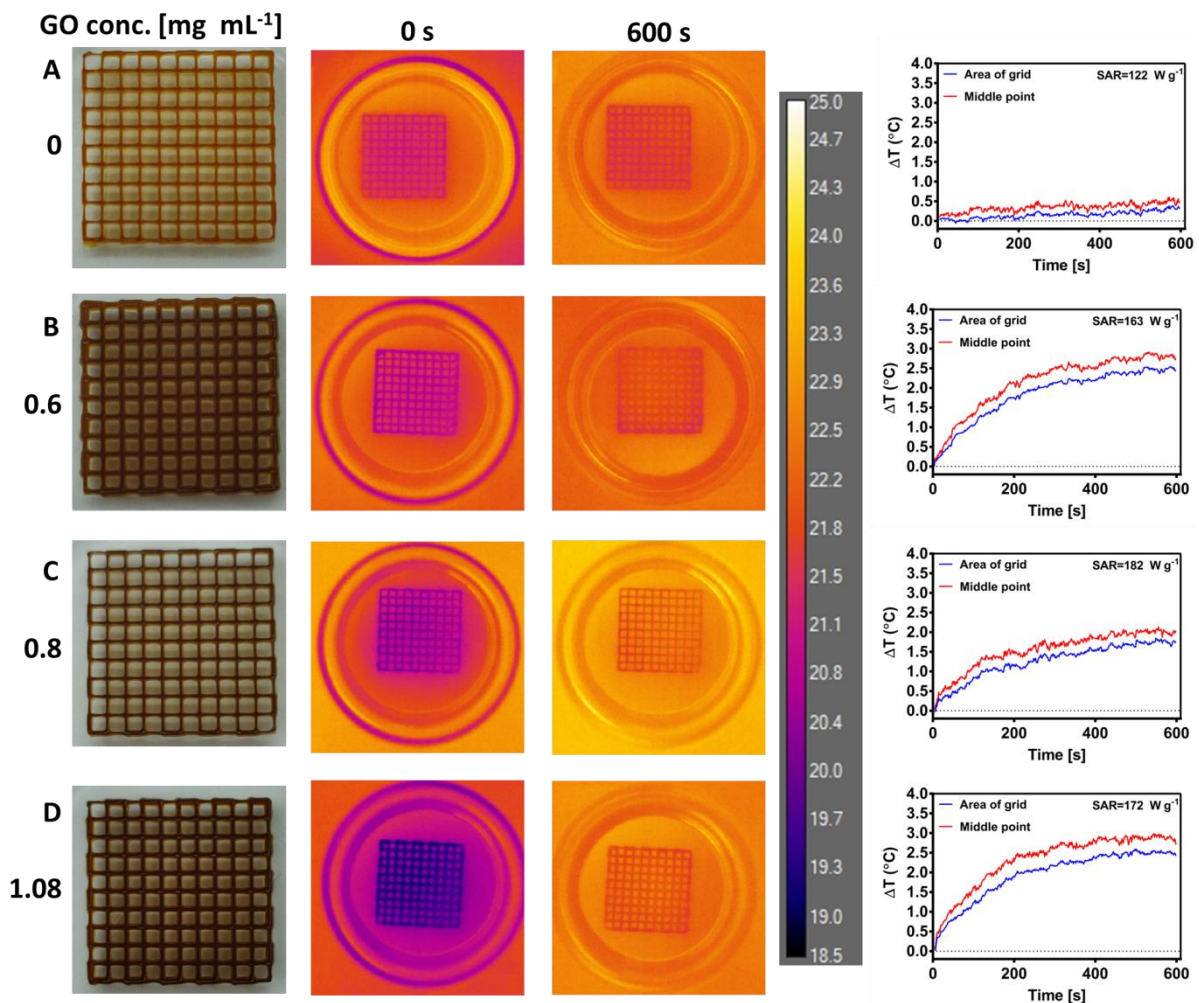 GO conc. [mg mL⁻¹]
0 s
600 s
A
0
4.0
3.5
3.0
2.5
2.0
1.5
1.0
0.5
0.0
ΔT (°C)
Area of grid
Middle point
SAR=122 W g⁻¹
0 200 400 600
Time [s]
B
0.6
4.0
3.5
3.0
2.5
2.0
1.5
1.0
0.5
0.0
ΔT (°C)
Area of grid
Middle point
SAR=163 W g⁻¹
0 200 400 600
Time [s]
C
0.8
4.0
3.5
3.0
2.5
2.0
1.5
1.0
0.5
0.0
ΔT (°C)
Area of grid
Middle point
SAR=182 W g⁻¹
0 200 400 600
Time [s]
D
1.08
4.0
3.5
3.0
2.5
2.0
1.5
1.0
0.5
0.0
ΔT (°C)
Area of grid
Middle point
SAR=172 W g⁻¹
0 200 400 600
Time [s]
25.0
24.7
24.3
24.0
23.6
23.3
22.9
22.5
22.2
21.8
21.5
21.1
20.8
20.4
20.0
19.7
19.3
19.0
18.5